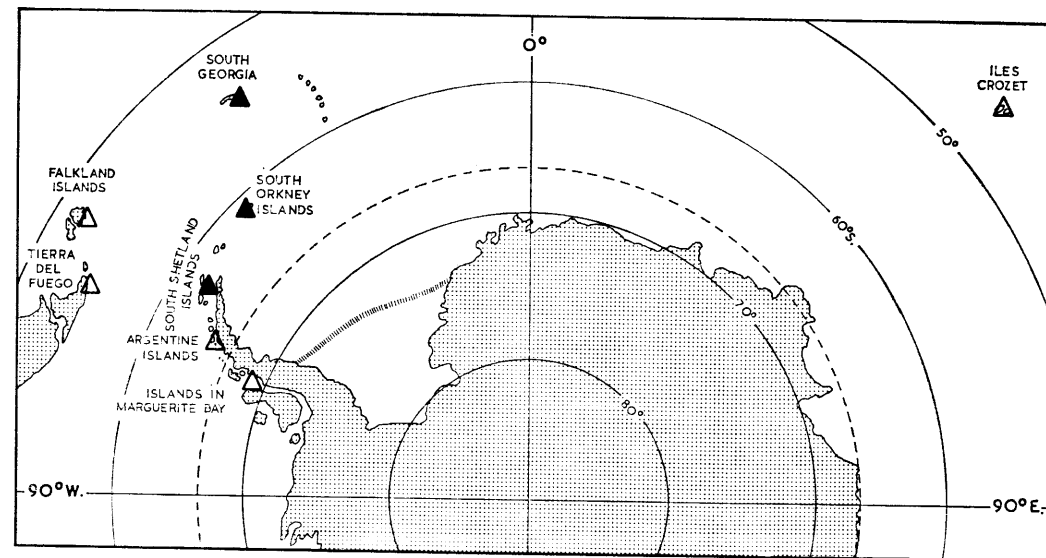 0°
SOUTH
GEORGIA
ILES
CROZET
50°
FALKLAND
ISLANDS
SOUTH
ORKNEY
ISLANDS
60°S.
TIERRA
DEL
FUEGO
SOUTH SHETLAND
ISLANDS
70°
ARGENTINE
ISLANDS
ISLANDS IN
MARGUERITE BAY
80°
90°W.
90°E.